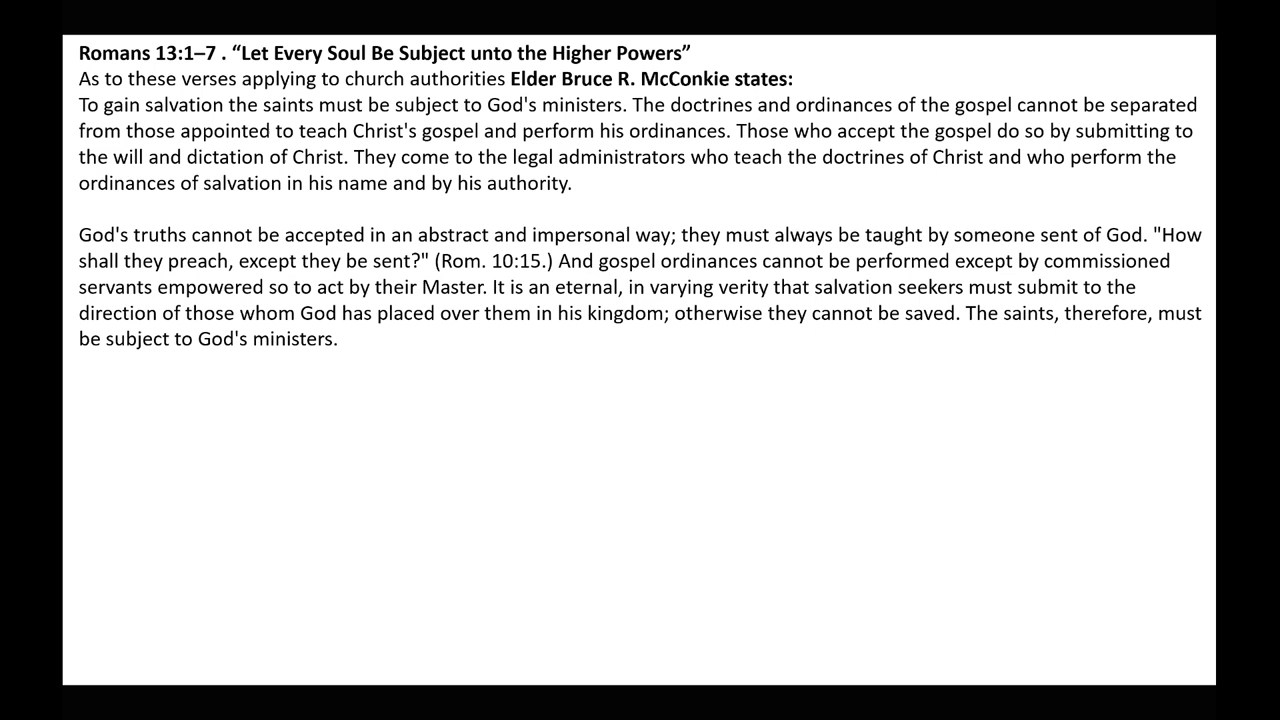 Romans 13:1–7 . “Let Every Soul Be Subject unto the Higher Powers”
As to these verses applying to church authorities Elder Bruce R. McConkie states:
To gain salvation the saints must be subject to God's ministers. The doctrines and ordinances of the gospel cannot be separated
from those appointed to teach Christ's gospel and perform his ordinances. Those who accept the gospel do so by submitting to
the will and dictation of Christ. They come to the legal administrators who teach the doctrines of Christ and who perform the
ordinances of salvation in his name and by his authority.
God's truths cannot be accepted in an abstract and impersonal way; they must always be taught by someone sent of God. "How
shall they preach, except they be sent?" (Rom. 10:15.) And gospel ordinances cannot be performed except by commissioned
servants empowered so to act by their Master. It is an eternal, in varying verity that salvation seekers must submit to the
direction of those whom God has placed over them in his kingdom; otherwise they cannot be saved. The saints, therefore, must
be subject to God's ministers.